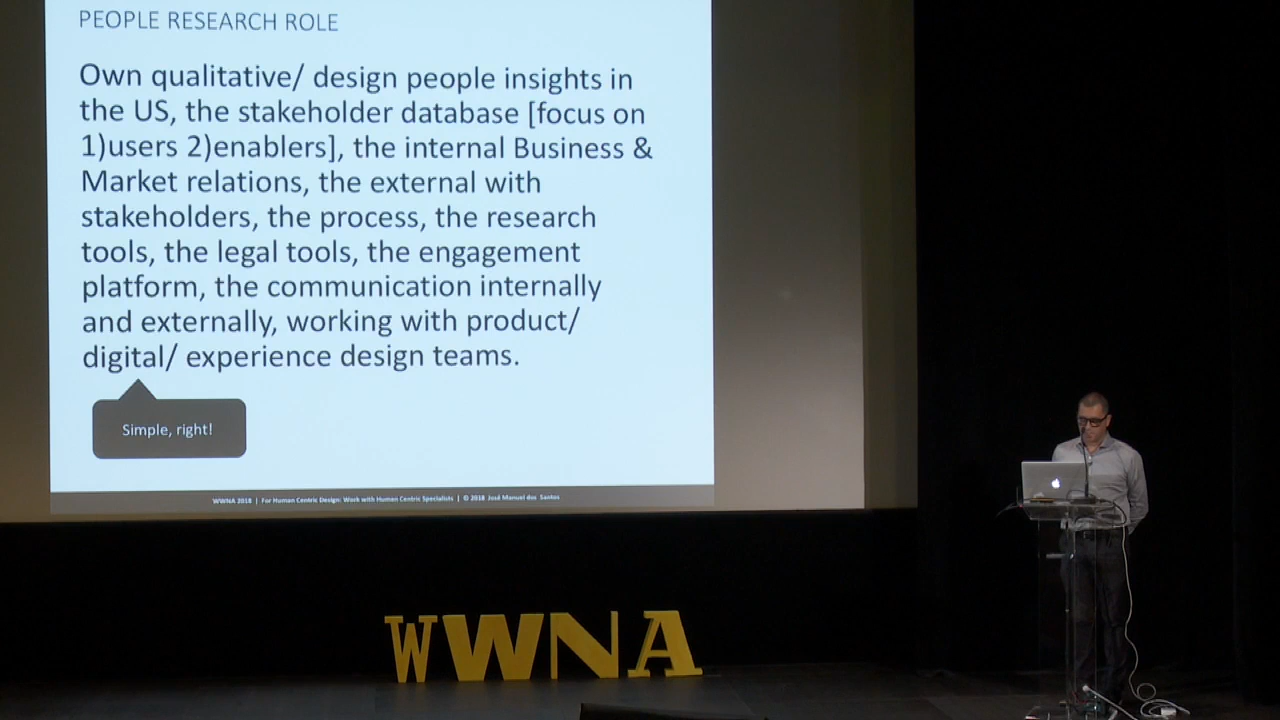 PEOPLE RESEARCH ROLE
Own qualitative/ design people insights in
the US, the stakeholder database [focus on
1)users 2)enablers], the internal Business &
Market relations, the external with
stakeholders, the process, the research
tools, the legal tools, the engagement
platform, the communication internally
and externally, working with product/
digital/ experience design teams.
Simple, right!
WWNA 2018 | For Human Centric Design: Work with Human Centric Specialists | © 2018 José Manuel dos Santos
WWNA